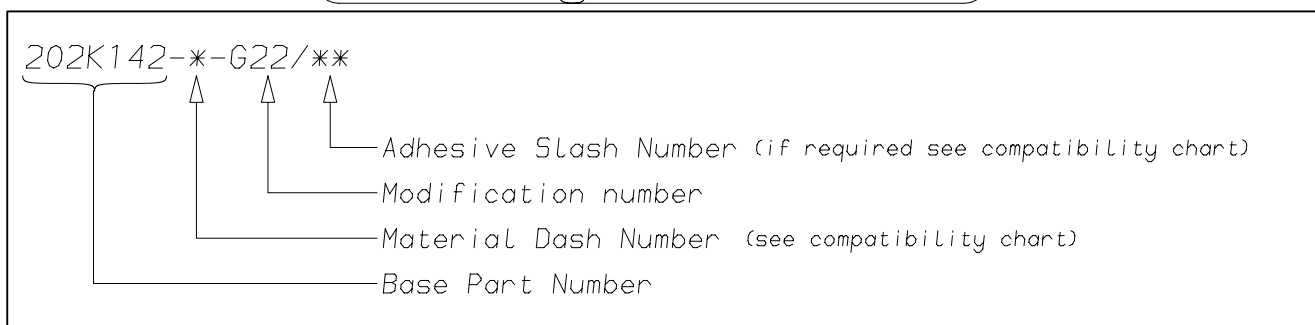 202K142-*-G22/**
Adhesive Slash Number (if required see compatibility chart)
Modification number
Material Dash Number (see compatibility chart)
Base Part Number